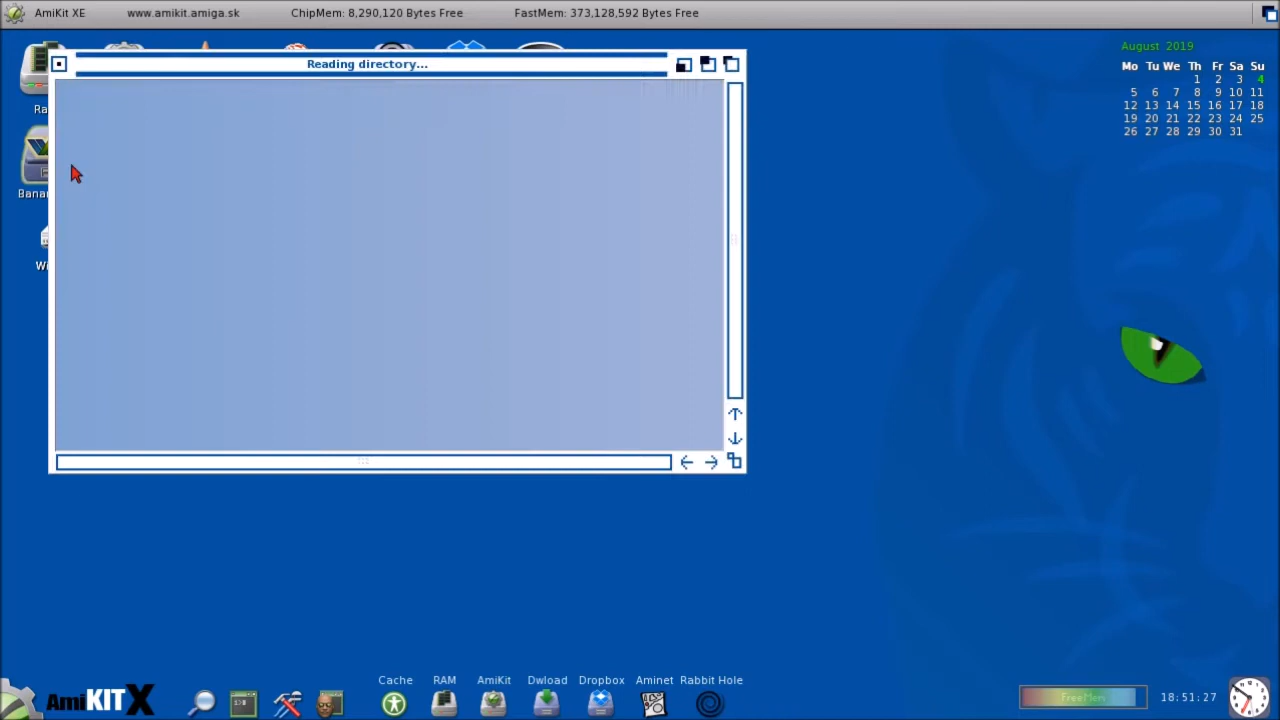 AmiKit XE www.amikit.amiga.sk ChipMem: 8,290,120 Bytes Free FastMem: 373,128,592 Bytes Free
Reading directory...
August 2019
Mo Tu We Th Fr Sa Su
1 2 3 4
5 6 7 8 9 10 11
12 13 14 15 16 17 18
19 20 21 22 23 24 25
26 27 28 29 30 31
Ra
Bana
Wi
Cache RAM AmiKit Dwload Dropbox Aminet Rabbit Hole
AmiKIT X
FreeMem
18:51:27